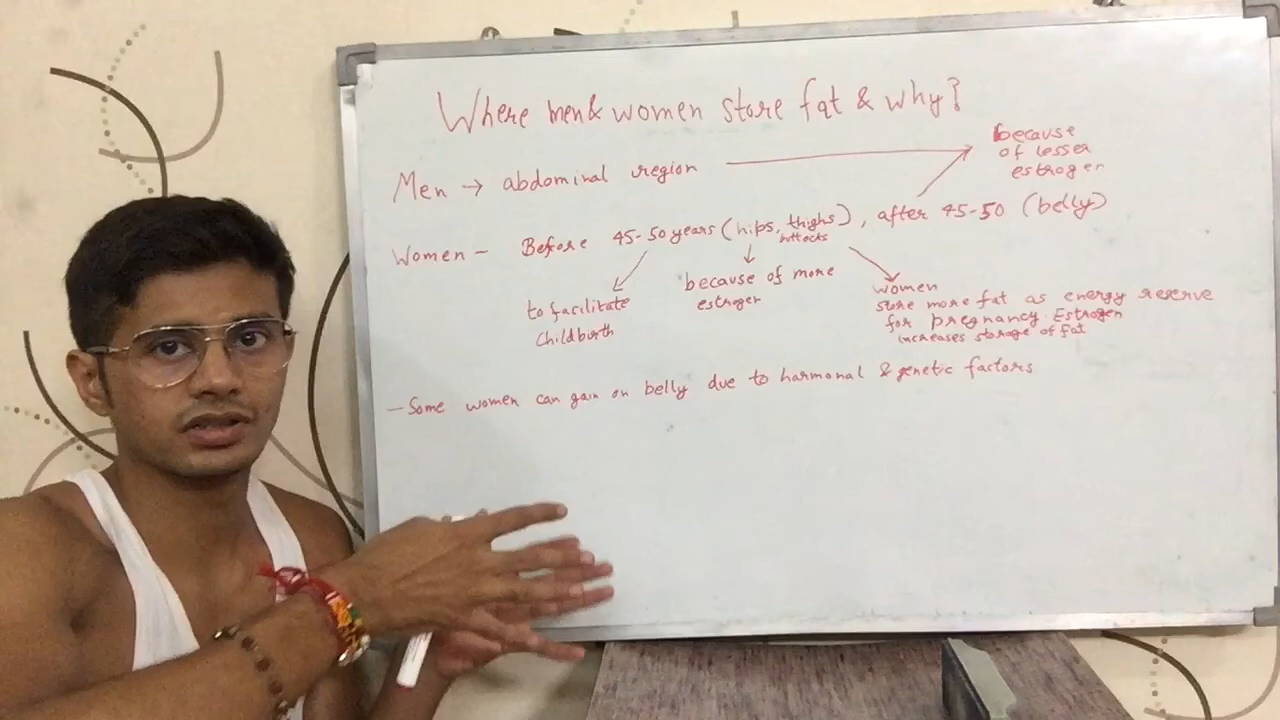 Where men & women store fat & why?
Men → abdominal region → because of lesser estrogen
Women – Before 45-50 years (hips, thighs), after 45-50 (belly)
buttocks
to facilitate
childbirth
because of more
estrogen
women
store more fat as energy reserve
for pregnancy. Estrogen
increases storage of fat
– Some women can gain on belly due to harmonal & genetic factors